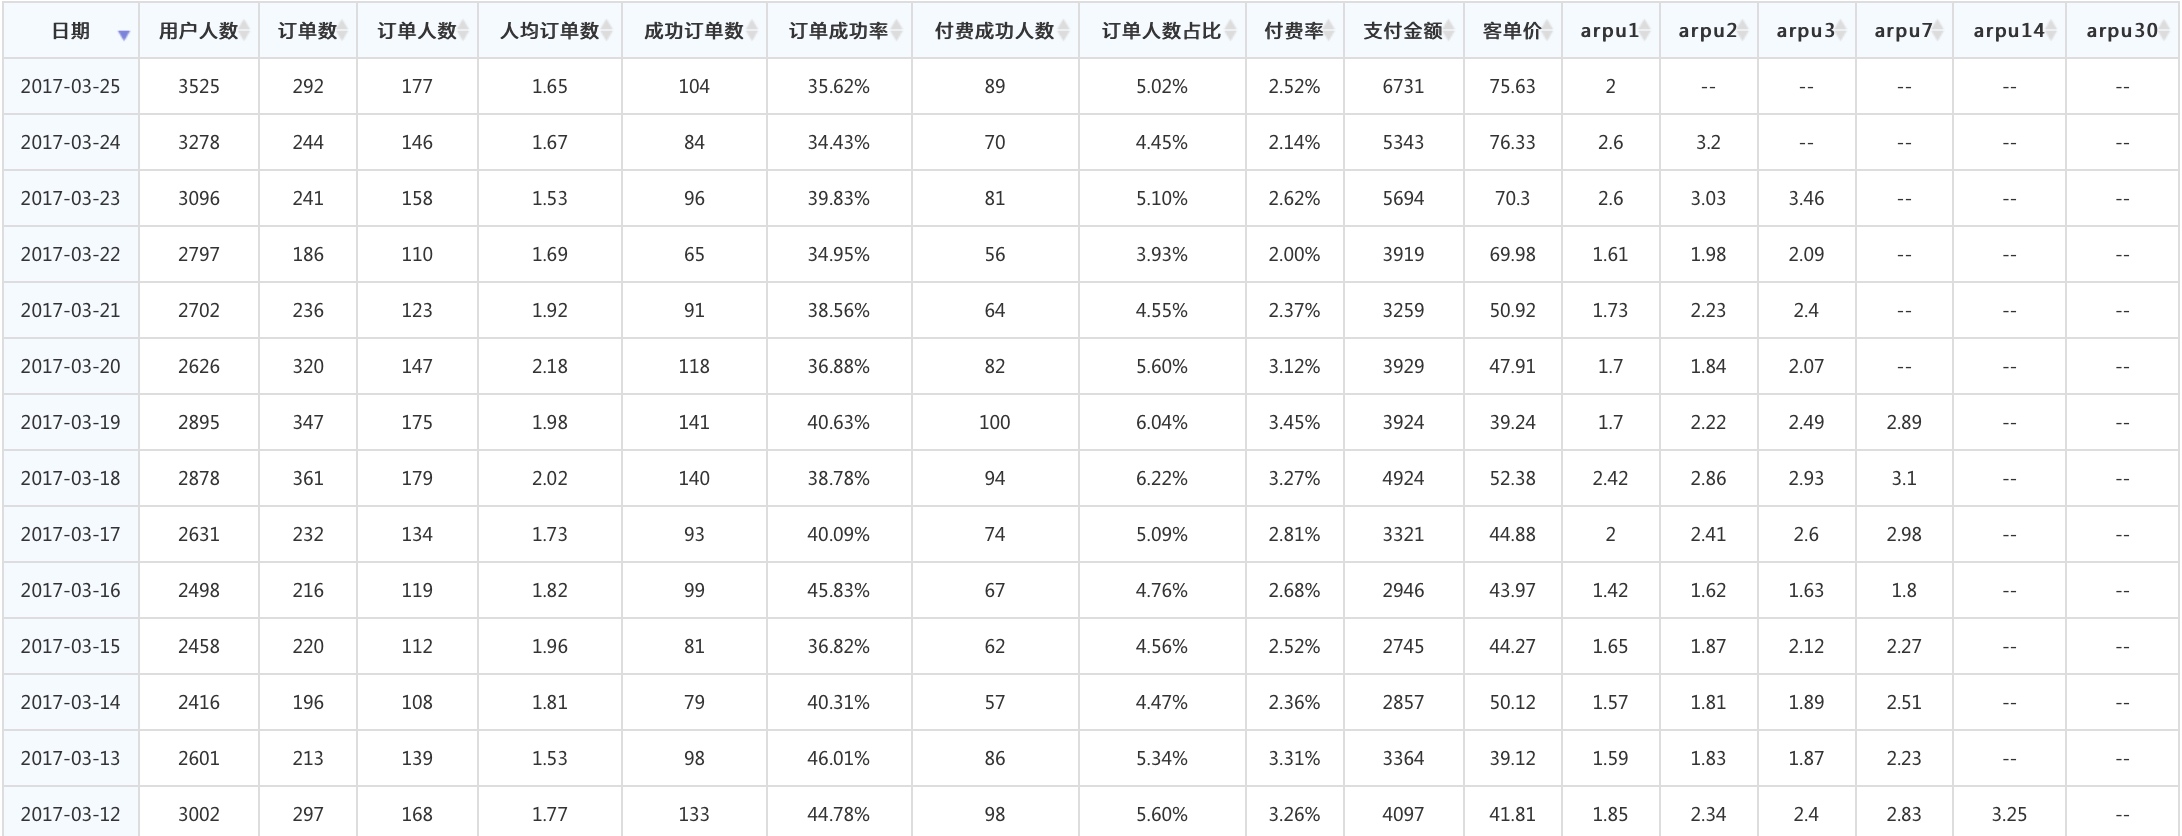 日期 用户人数 订单数 订单人数 人均订单数 成功订单数 订单成功率 付费成功人数 订单人数占比 付费率 支付金额 客单价 arpu1 arpu2 arpu3 arpu7 arpu14 arpu30
2017-03-25 3525 292 177 1.65 104 35.62% 89 5.02% 2.52% 6731 75.63 2 -- -- -- -- --
2017-03-24 3278 244 146 1.67 84 34.43% 70 4.45% 2.14% 5343 76.33 2.6 3.2 -- -- -- --
2017-03-23 3096 241 158 1.53 96 39.83% 81 5.10% 2.62% 5694 70.3 2.6 3.03 3.46 -- -- --
2017-03-22 2797 186 110 1.69 65 34.95% 56 3.93% 2.00% 3919 69.98 1.61 1.98 2.09 -- -- --
2017-03-21 2702 236 123 1.92 91 38.56% 64 4.55% 2.37% 3259 50.92 1.73 2.23 2.4 -- -- --
2017-03-20 2626 320 147 2.18 118 36.88% 82 5.60% 3.12% 3929 47.91 1.7 1.84 2.07 -- -- --
2017-03-19 2895 347 175 1.98 141 40.63% 100 6.04% 3.45% 3924 39.24 1.7 2.22 2.49 2.89 -- --
2017-03-18 2878 361 179 2.02 140 38.78% 94 6.22% 3.27% 4924 52.38 2.42 2.86 2.93 3.1 -- --
2017-03-17 2631 232 134 1.73 93 40.09% 74 5.09% 2.81% 3321 44.88 2 2.41 2.6 2.98 -- --
2017-03-16 2498 216 119 1.82 99 45.83% 67 4.76% 2.68% 2946 43.97 1.42 1.62 1.63 1.8 -- --
2017-03-15 2458 220 112 1.96 81 36.82% 62 4.56% 2.52% 2745 44.27 1.65 1.87 2.12 2.27 -- --
2017-03-14 2416 196 108 1.81 79 40.31% 57 4.47% 2.36% 2857 50.12 1.57 1.81 1.89 2.51 -- --
2017-03-13 2601 213 139 1.53 98 46.01% 86 5.34% 3.31% 3364 39.12 1.59 1.83 1.87 2.23 -- --
2017-03-12 3002 297 168 1.77 133 44.78% 98 5.60% 3.26% 4097 41.81 1.85 2.34 2.4 2.83 3.25 --